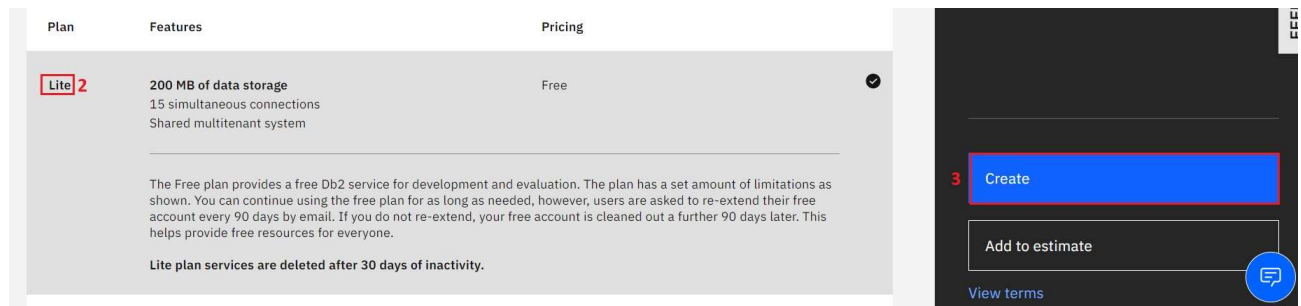 Plan Features Pricing
Lite 2 200 MB of data storage Free
15 simultaneous connections
Shared multitenant system
The Free plan provides a free Db2 service for development and evaluation. The plan has a set amount of limitations as
shown. You can continue using the free plan for as long as needed, however, users are asked to re-extend their free
account every 90 days by email. If you do not re-extend, your free account is cleaned out a further 90 days later. This
helps provide free resources for everyone.
Lite plan services are deleted after 30 days of inactivity.
3 Create
Add to estimate
View terms